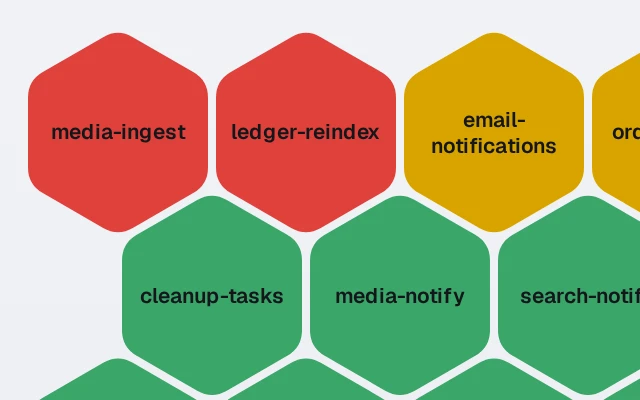 media-ingest
ledger-reindex
email-
notifications
cleanup-tasks
media-notify